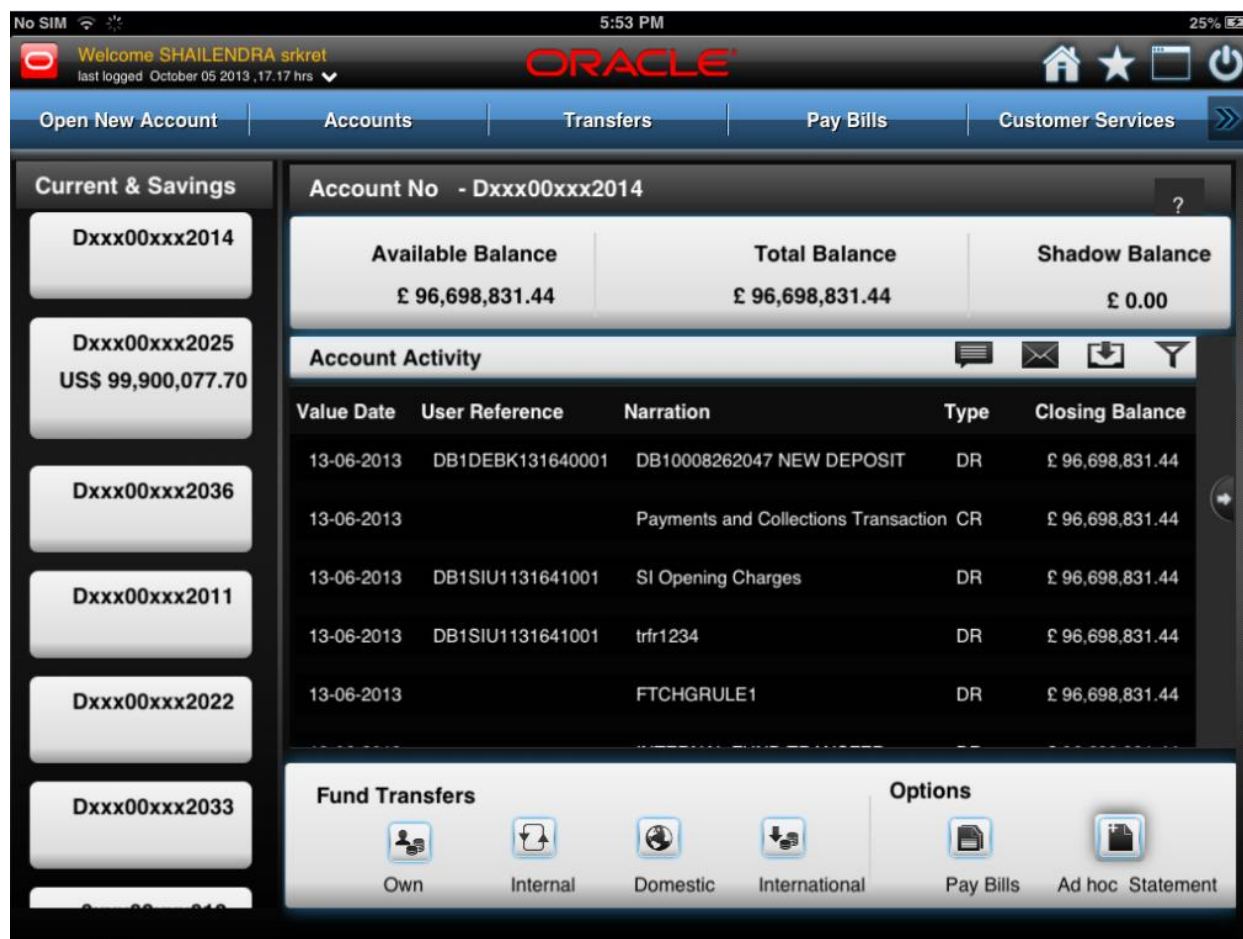 No SIM 5:53 PM 25%
Welcome SHAILENDRA srkret
last logged October 05 2013 ,17.17 hrs
ORACLE
Open New Account Accounts Transfers Pay Bills Customer Services
Current & Savings
Dxxx00xxx2014
Dxxx00xxx2025
US$ 99,900,077.70
Dxxx00xxx2036
Dxxx00xxx2011
Dxxx00xxx2022
Dxxx00xxx2033
Account No - Dxxx00xxx2014
?
Available Balance Total Balance Shadow Balance
£ 96,698,831.44 £ 96,698,831.44 £ 0.00
Account Activity
Value Date User Reference Narration Type Closing Balance
13-06-2013 DB1DEBK131640001 DB10008262047 NEW DEPOSIT DR £ 96,698,831.44
13-06-2013 Payments and Collections Transaction CR £ 96,698,831.44
13-06-2013 DB1SIU1131641001 SI Opening Charges DR £ 96,698,831.44
13-06-2013 DB1SIU1131641001 trfr1234 DR £ 96,698,831.44
13-06-2013 FTCHGRULE1 DR £ 96,698,831.44
Fund Transfers Options
Own Internal Domestic International Pay Bills Ad hoc Statement